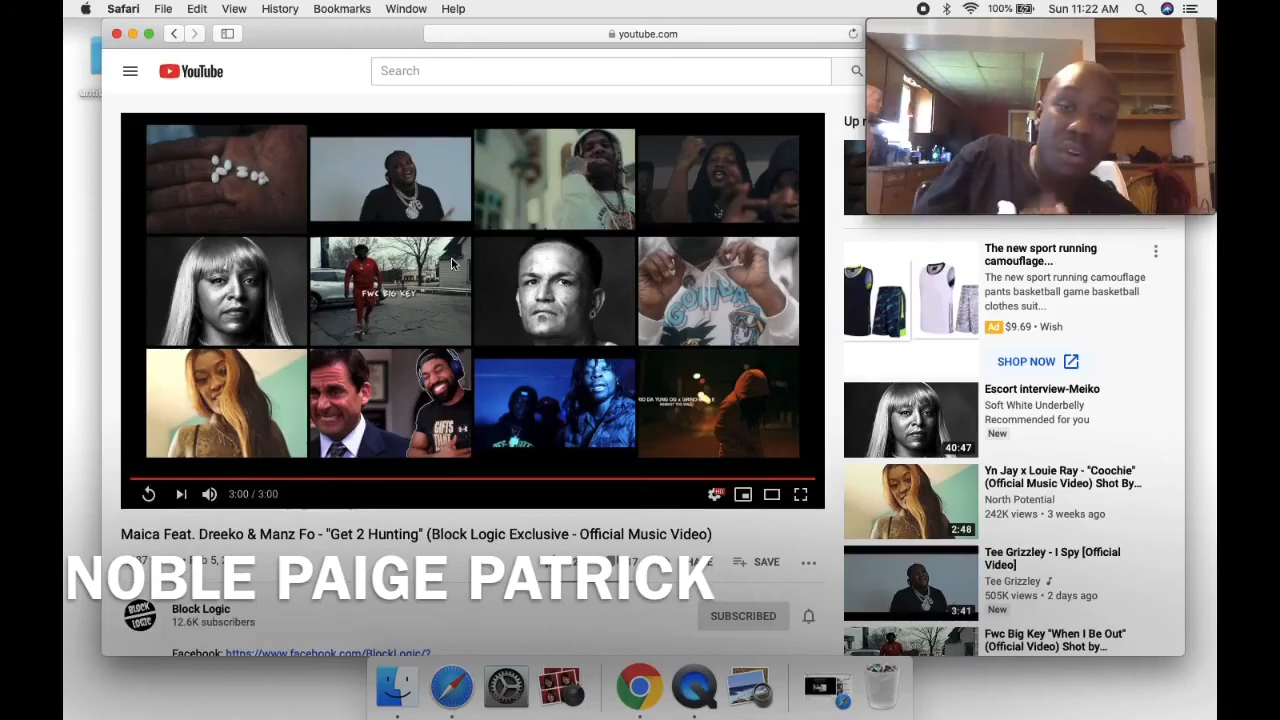 Safari File Edit View History Bookmarks Window Help
100% Sun 11:22 AM
youtube.com
YouTube
Search
FWC BIG KEY
GIFTS
THAT
3:00 / 3:00
HD
Maica Feat. Dreeko & Manz Fo - "Get 2 Hunting" (Block Logic Exclusive - Official Music Video)
SAVE
NOBLE PAIGE PATRICK
BLOCK
LOGIC
Block Logic
12.6K subscribers
SUBSCRIBED
Facebook: https://www.facebook.com/BlockLogic/?
The new sport running
camouflage...
The new sport running camouflage
pants basketball game basketball
clothes suit...
Ad $9.69 • Wish
SHOP NOW
40:47
Escort interview-Meiko
Soft White Underbelly
Recommended for you
New
2:48
Yn Jay x Louie Ray - "Coochie"
(Official Music Video) Shot By...
North Potential
242K views • 3 weeks ago
3:41
Tee Grizzley - I Spy [Official
Video]
Tee Grizzley
505K views • 2 days ago
New
Fwc Big Key "When I Be Out"
(Official Video) Shot by...